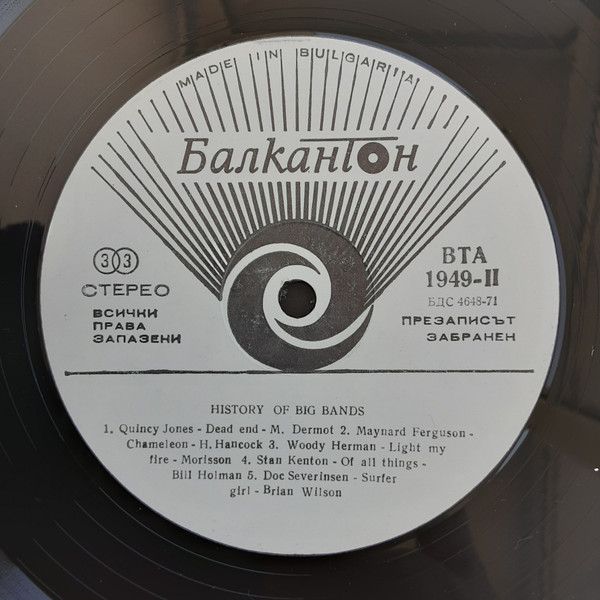 MADE IN BULGARIA
Балкантон
33
СТЕРЕО
ВСИЧКИ
ПРАВА
ЗАПАЗЕНИ
ВТА
1949-II
БДС 4648-71
ПРЕЗАПИСЪТ
ЗАБРАНЕН
HISTORY OF BIG BANDS
1. Quincy Jones - Dead end - M. Dermot 2. Maynard Ferguson -
Chameleon - H. Hancock 3. Woody Herman - Light my
fire - Morisson 4. Stan Kenton - Of all things -
Bill Holman 5. Doc Severinsen - Surfer
girl - Brian Wilson